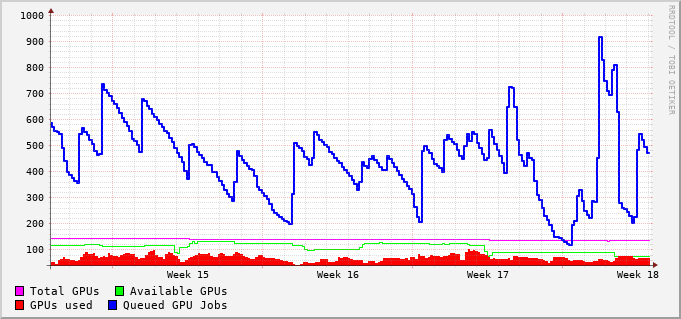 1000
900
800
700
600
500
400
300
200
100
Week 15 Week 16 Week 17 Week 18
Total GPUs Available GPUs
GPUs used Queued GPU Jobs
RRDTOOL / TOBI OETIKER